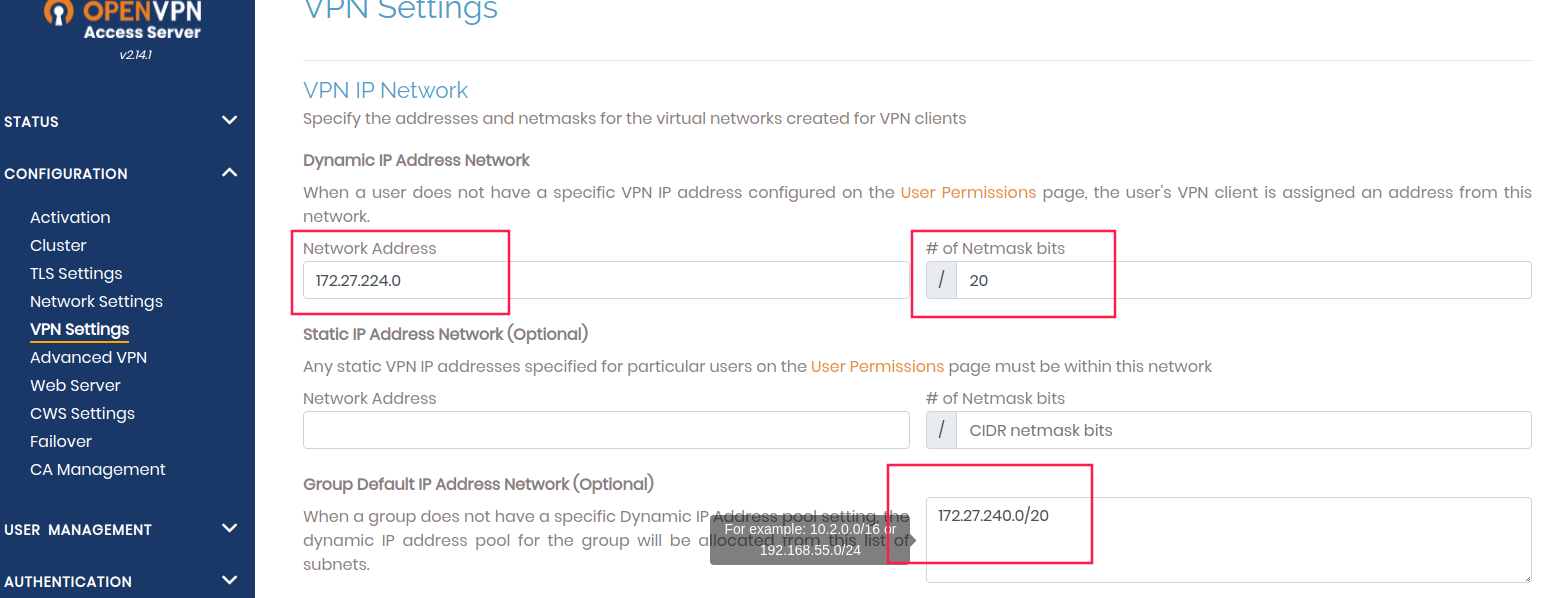 OPENVPN
Access Server
v2.14.1
STATUS
CONFIGURATION
Activation
Cluster
TLS Settings
Network Settings
VPN Settings
Advanced VPN
Web Server
CWS Settings
Failover
CA Management
USER MANAGEMENT
AUTHENTICATION
VPN Settings
VPN IP Network
Specify the addresses and netmasks for the virtual networks created for VPN clients
Dynamic IP Address Network
When a user does not have a specific VPN IP address configured on the User Permissions page, the user's VPN client is assigned an address from this
network.
Network Address
# of Netmask bits
172.27.224.0
/ 20
Static IP Address Network (Optional)
Any static VPN IP addresses specified for particular users on the User Permissions page must be within this network
Network Address
# of Netmask bits
/ CIDR netmask bits
Group Default IP Address Network (Optional)
When a group does not have a specific Dynamic IP Address pool setting, the
dynamic IP address pool for the group will be allocated from this list of
subnets.
For example: 10.2.0.0/16 or
192.168.55.0/24
172.27.240.0/20